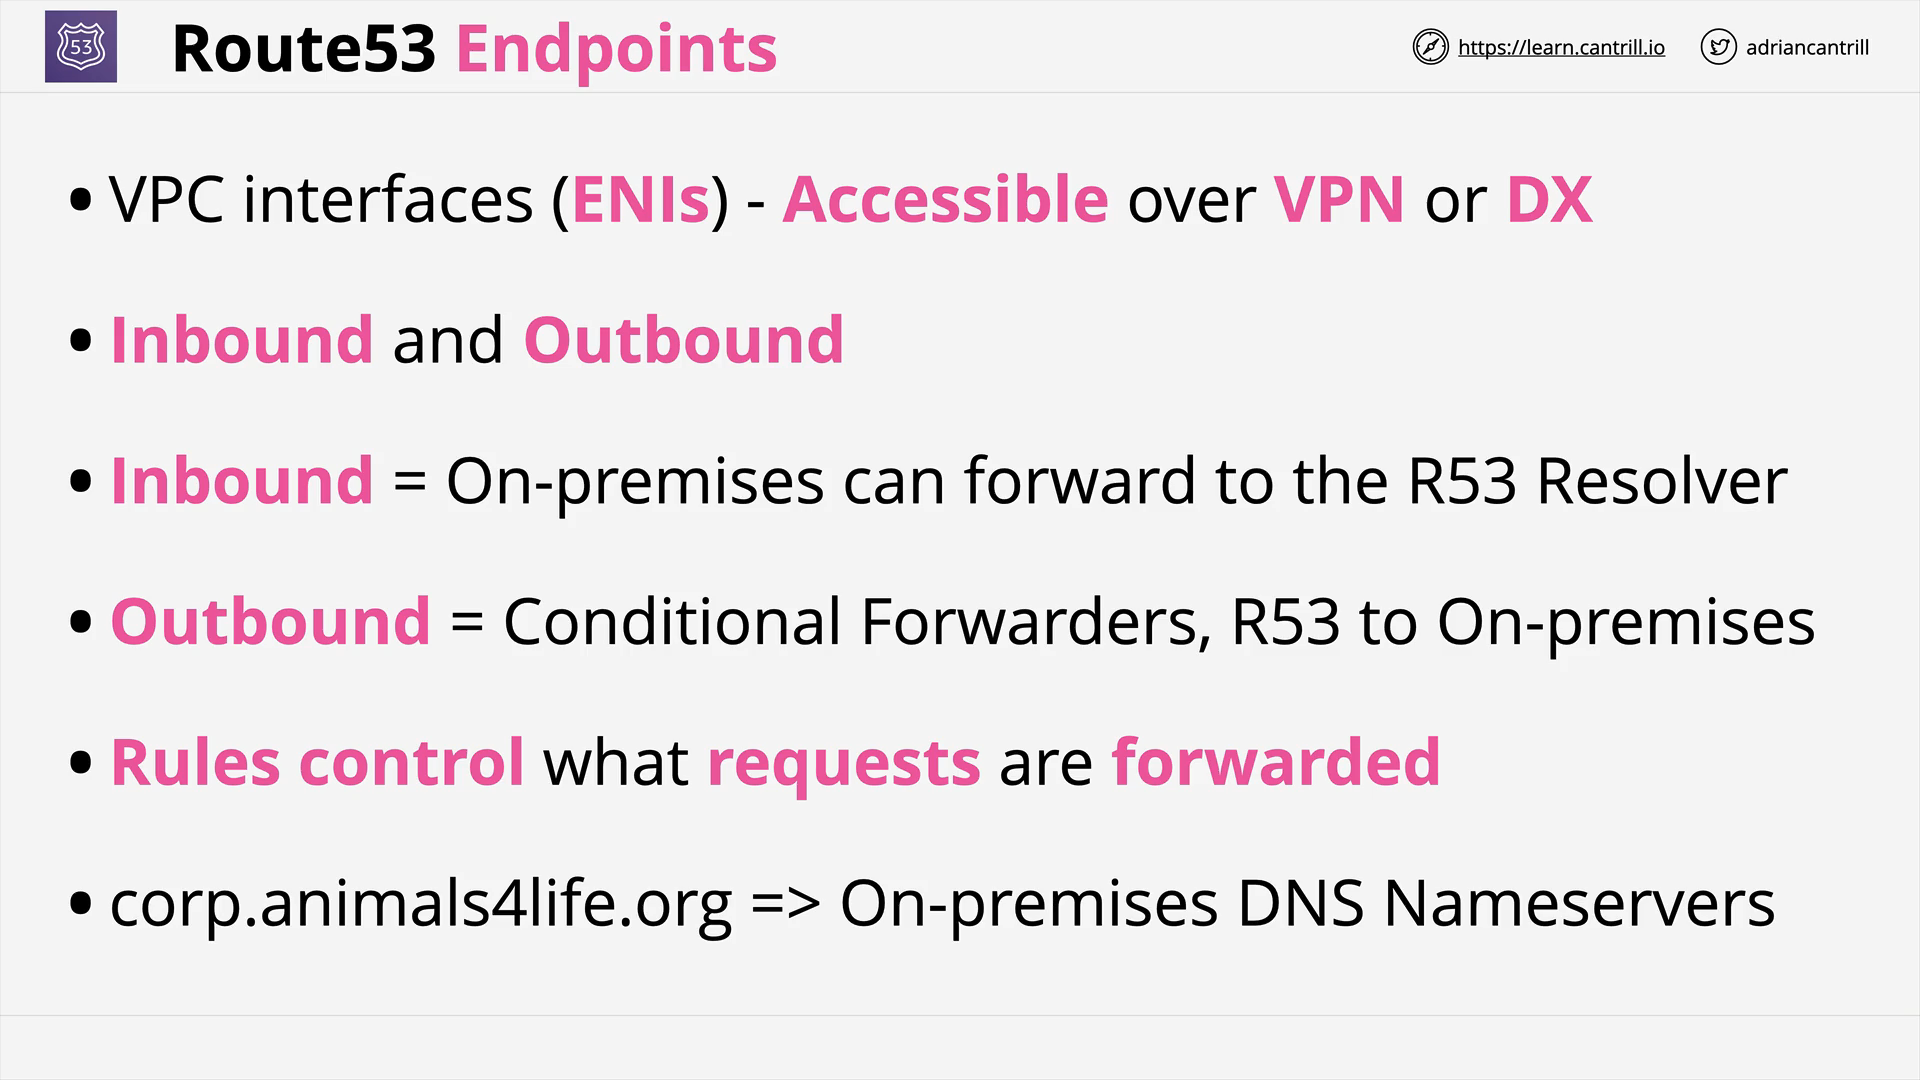 53
Route53 Endpoints
https://learn.cantrill.io
adriancantrill
• VPC interfaces (ENIs) - Accessible over VPN or DX
• Inbound and Outbound
• Inbound = On-premises can forward to the R53 Resolver
• Outbound = Conditional Forwarders, R53 to On-premises
• Rules control what requests are forwarded
• corp.animals4life.org => On-premises DNS Nameservers